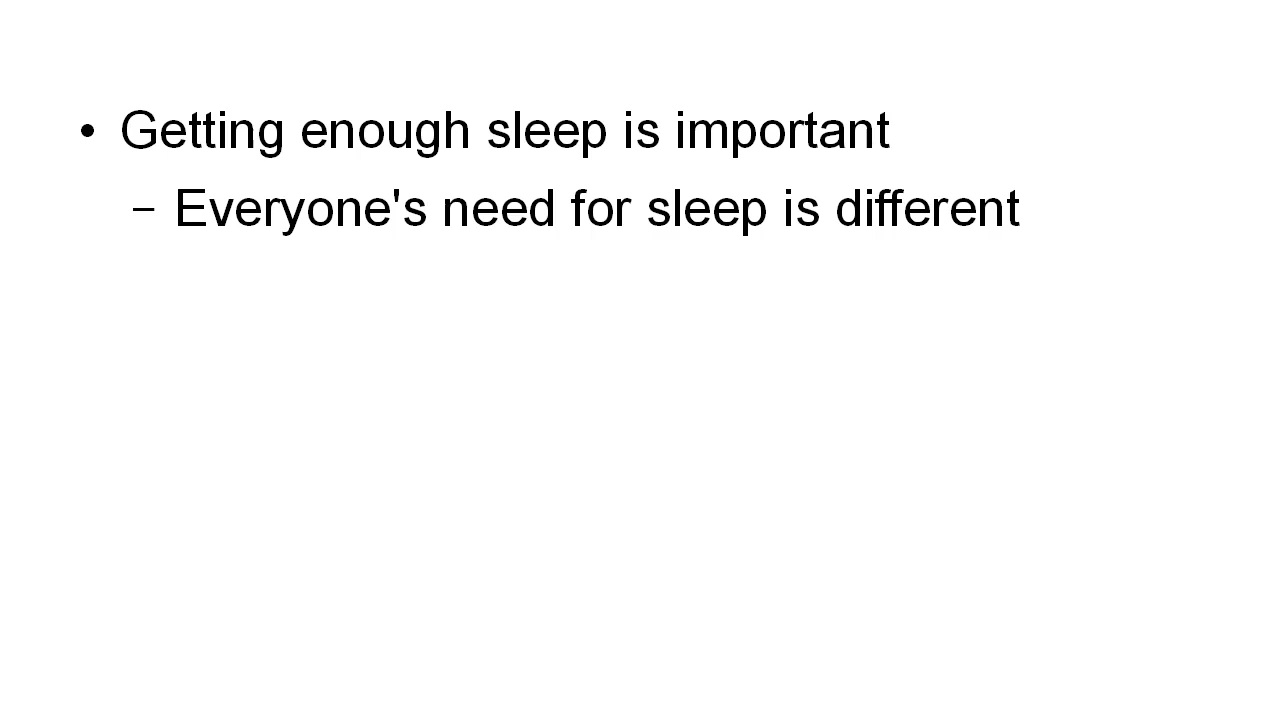 • Getting enough sleep is important
– Everyone's need for sleep is different